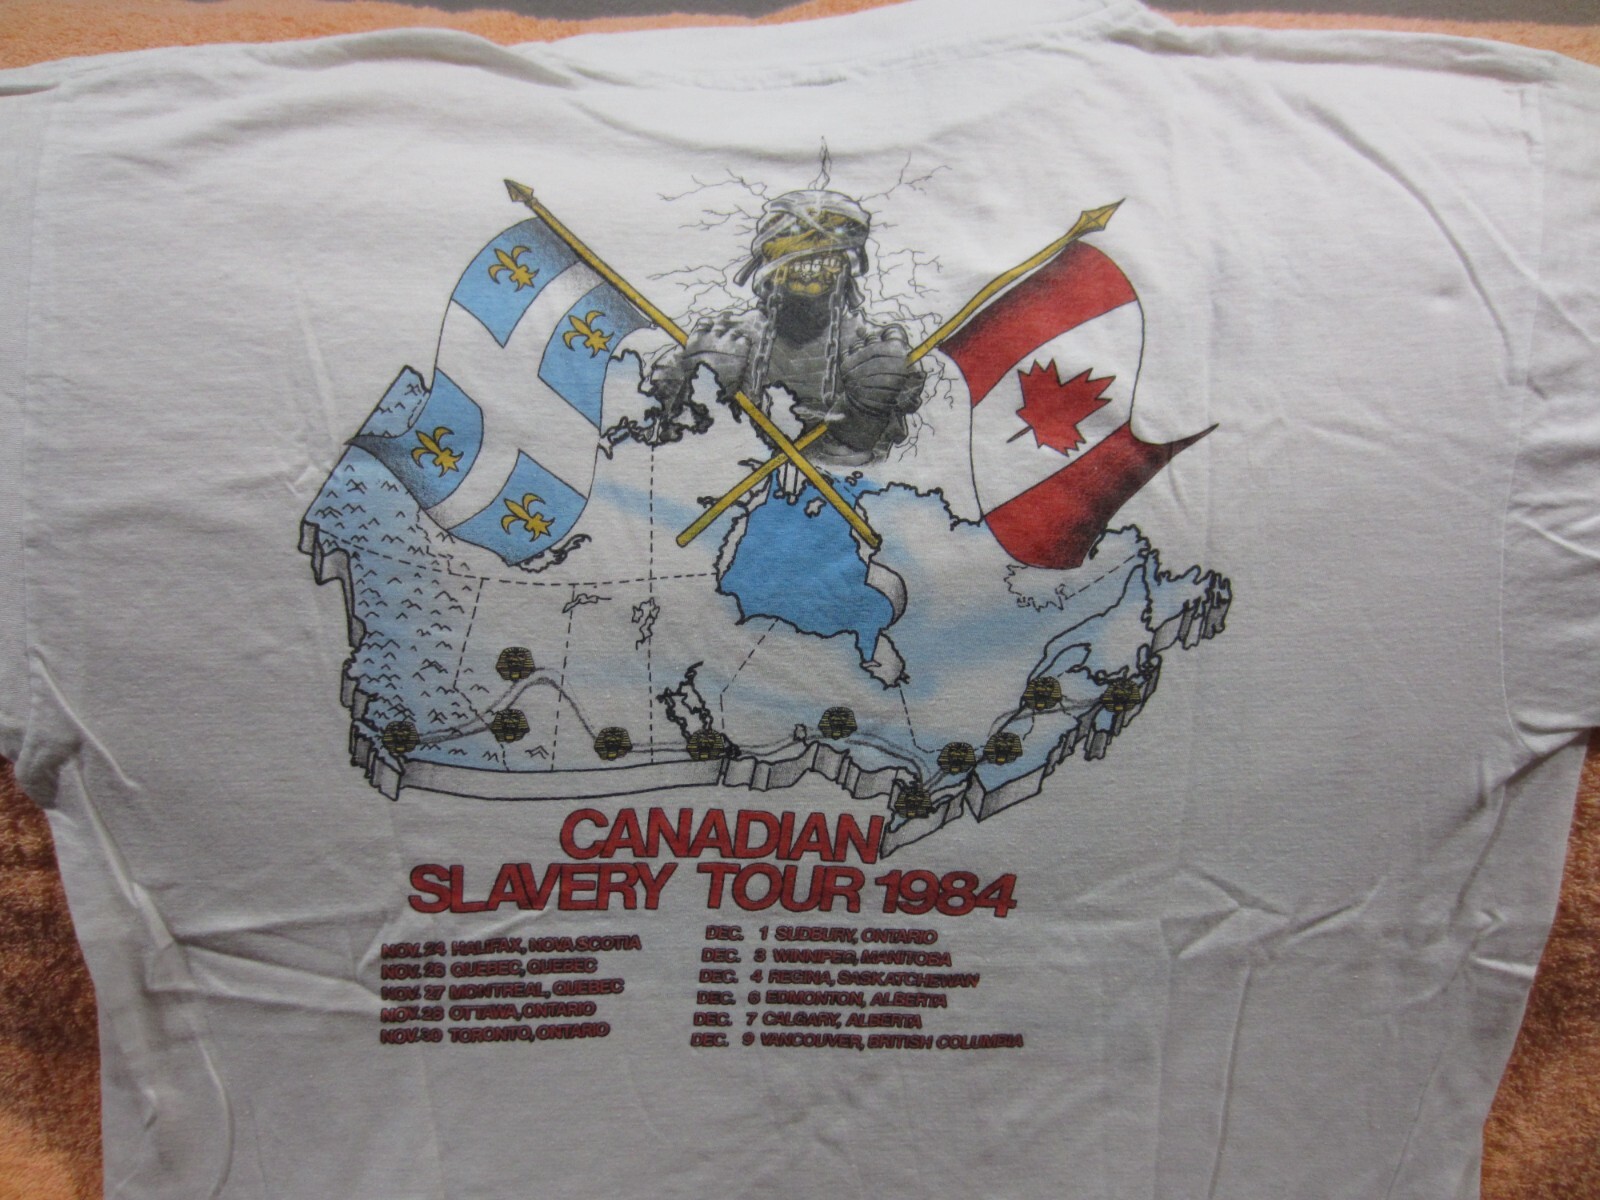 CANADIAN
SLAVERY TOUR 1984
NOV. 24 HALIFAX, NOVA SCOTIA
NOV. 26 QUEBEC, QUEBEC
NOV. 27 MONTREAL, QUEBEC
NOV. 28 OTTAWA, ONTARIO
NOV. 30 TORONTO, ONTARIO
DEC. 1 SUDBURY, ONTARIO
DEC. 3 WINNIPEG, MANITOBA
DEC. 4 REGINA, SASKATCHEWAN
DEC. 6 EDMONTON, ALBERTA
DEC. 7 CALGARY, ALBERTA
DEC. 9 VANCOUVER, BRITISH COLUMBIA